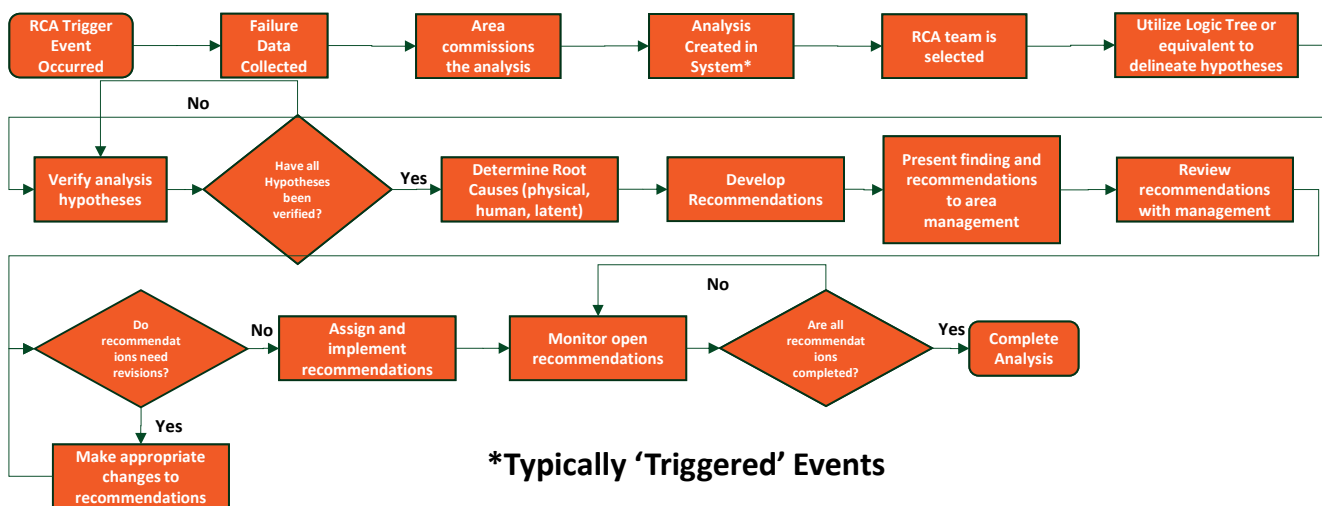 RCA Trigger
Event
Occurred
Failure
Data
Collected
Area
commissions
the analysis
Analysis
Created in
System*
RCA team is
selected
Utilize Logic Tree or
equivalent to
delineate hypotheses
No
Verify analysis
hypotheses
Have all
Hypotheses
been
verified?
Yes
Determine Root
Causes (physical,
human, latent)
Develop
Recommendations
Present finding and
recommendations
to area
management
Review
recommendations
with management
Do
recommendat
ions need
revisions?
No
Assign and
implement
recommendations
Monitor open
recommendations
No
Are all
recommendat
ions
completed?
Yes
Complete
Analysis
Yes
Make appropriate
changes to
recommendations
*Typically ‘Triggered’ Events